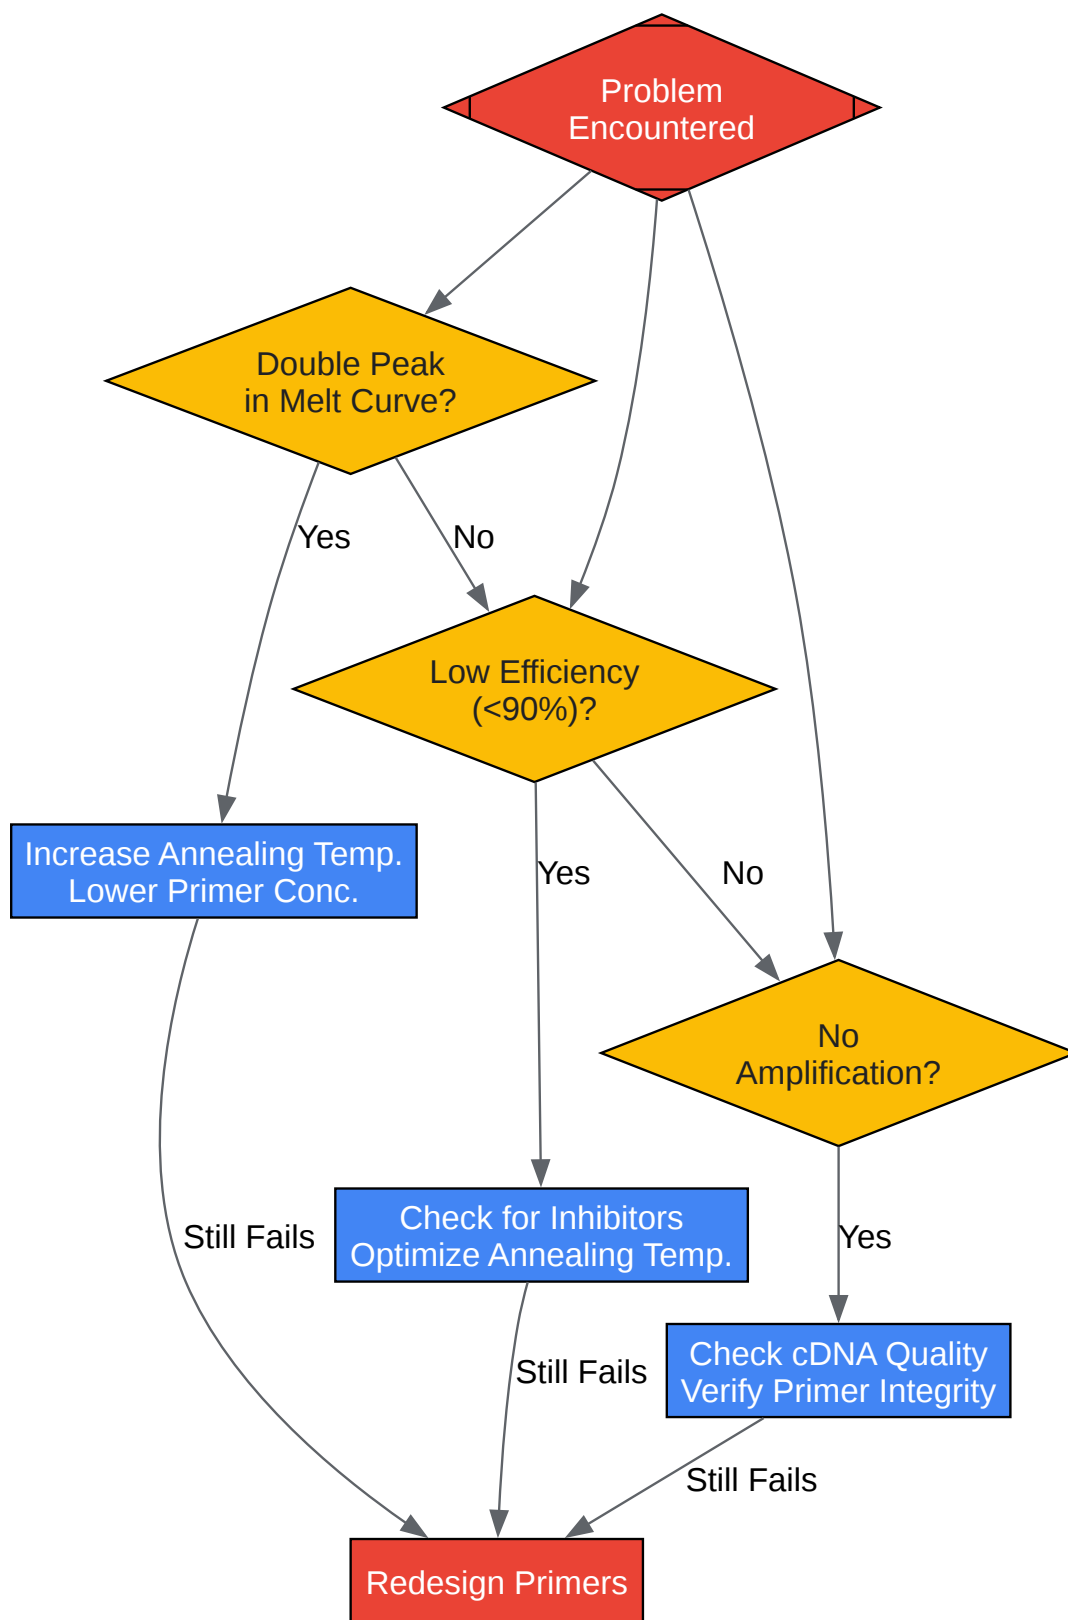 Problem
Encountered
Double Peak
in Melt Curve?
Yes
No
Low Efficiency
(<90%)?
Increase Annealing Temp.
Lower Primer Conc.
Yes
No
No
Amplification?
Still Fails
Check for Inhibitors
Optimize Annealing Temp.
Yes
Still Fails
Check cDNA Quality
Verify Primer Integrity
Still Fails
Redesign Primers